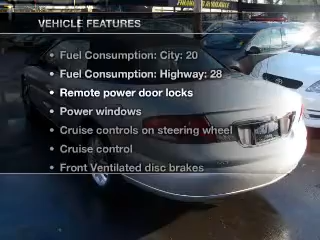 VEHICLE FEATURES
• Fuel Consumption: City: 20
• Fuel Consumption: Highway: 28
• Remote power door locks
• Power windows
• Cruise controls on steering wheel
• Cruise control
• Front Ventilated disc brakes